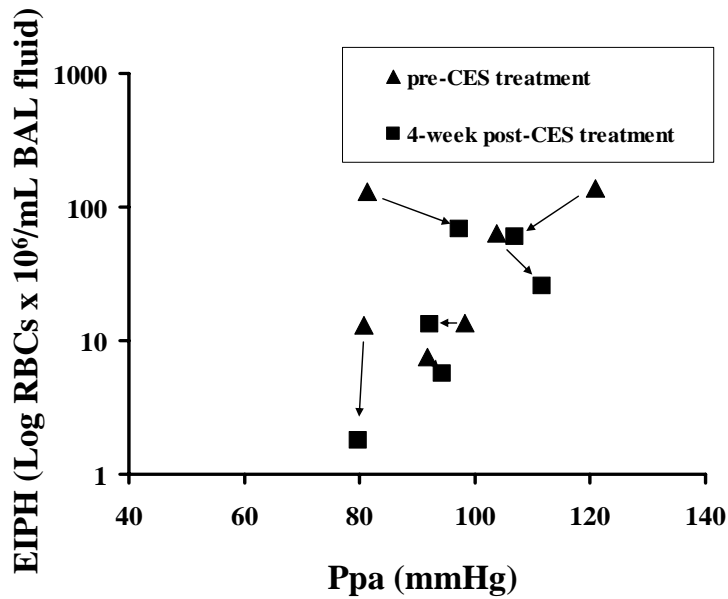 EIPH (Log RBCs x 10⁶/mL BAL fluid)
1000
100
10
1
pre-CES treatment
4-week post-CES treatment
40 60 80 100 120 140
Ppa (mmHg)